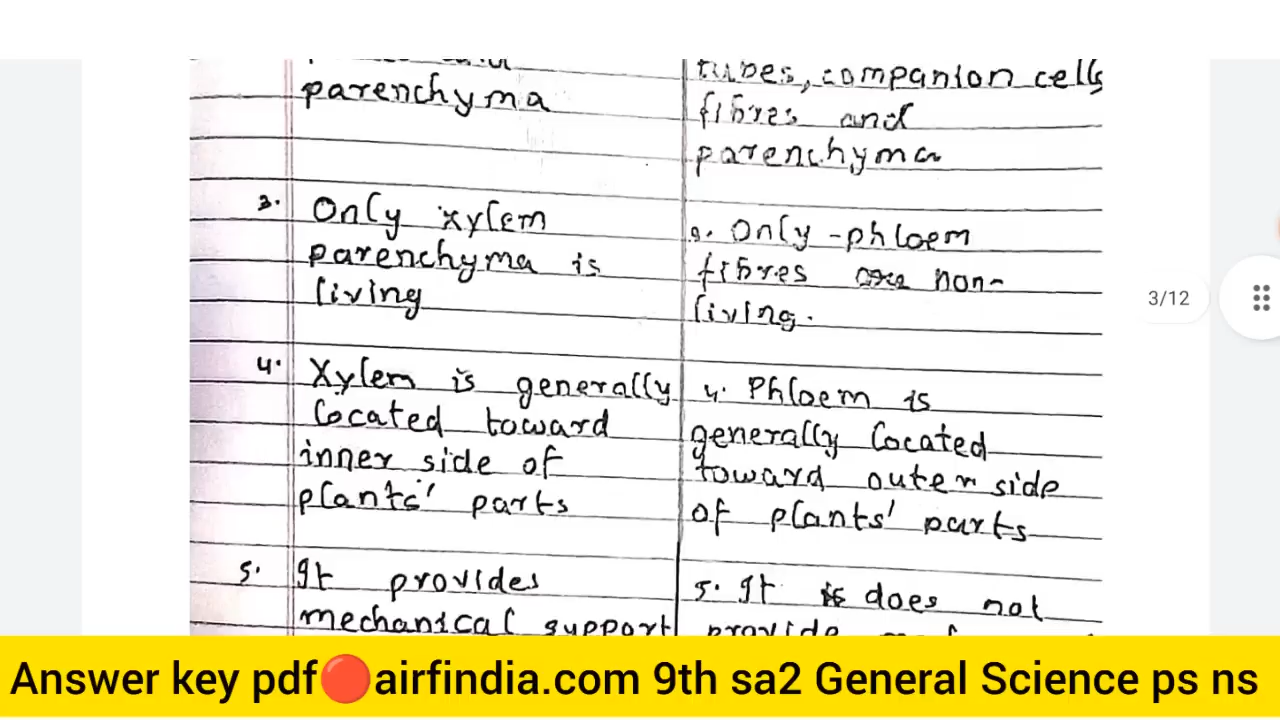 parenchyma
tubes, companion cells
fibres and
parenchyma
3. Only xylem
parenchyma is
living
3. Only phloem
fibres are non-
living.
4. Xylem is generally
located toward
inner side of
plants' parts
4. Phloem is
generally located
toward outer side
of plants' parts
5. It provides
mechanical support
5. It does not
provide
3/12
Answer key pdf🔴airfindia.com 9th sa2 General Science ps ns